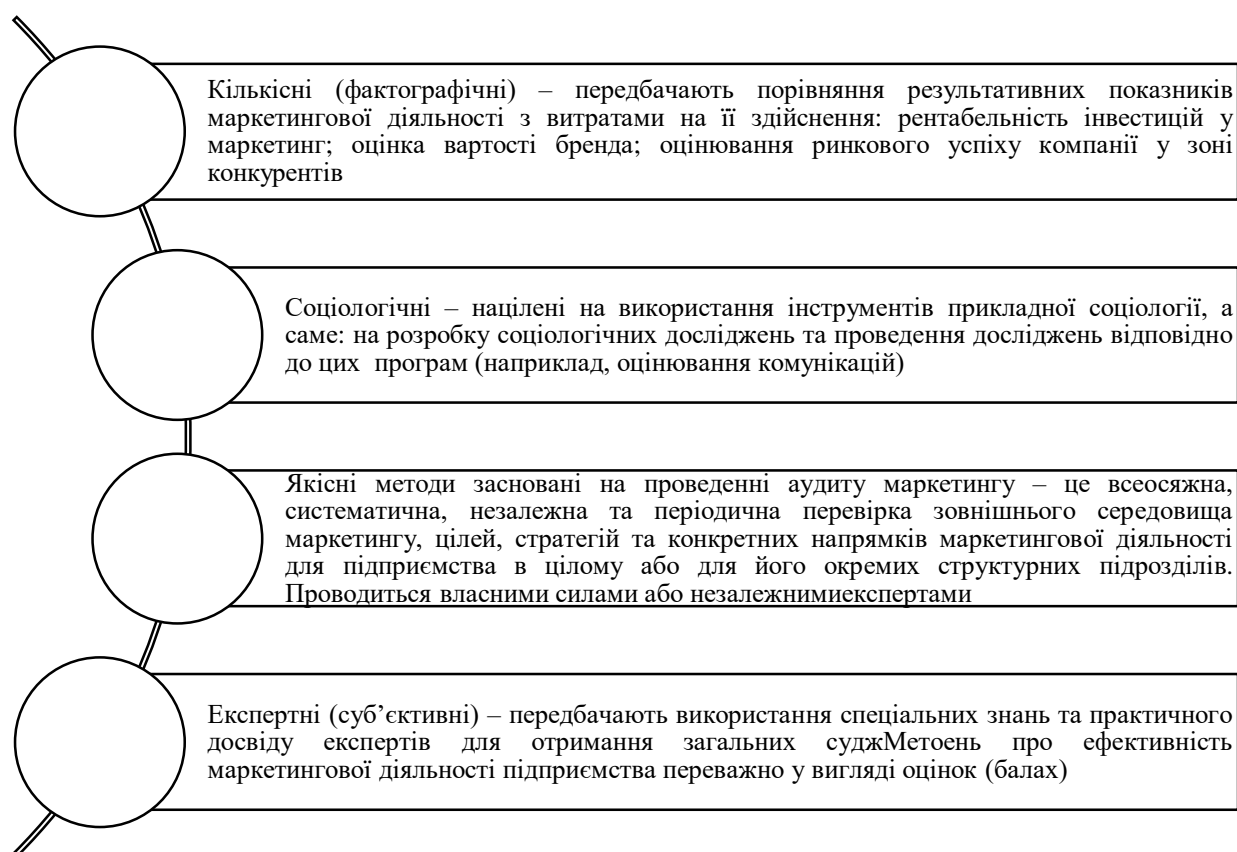 Кількісні (фактографічні) – передбачають порівняння результативних показників
маркетингової діяльності з витратами на її здійснення: рентабельність інвестицій у
маркетинг; оцінка вартості бренда; оцінювання ринкового успіху компанії у зоні
конкурентів
Соціологічні – націлені на використання інструментів прикладної соціології, а
саме: на розробку соціологічних досліджень та проведення досліджень відповідно
до цих програм (наприклад, оцінювання комунікацій)
Якісні методи засновані на проведенні аудиту маркетингу – це всеосяжна,
систематична, незалежна та періодична перевірка зовнішнього середовища
маркетингу, цілей, стратегій та конкретних напрямків маркетингової діяльності
для підприємства в цілому або для його окремих структурних підрозділів.
Проводиться власними силами або незалежнимиекспертами
Експертні (суб’єктивні) – передбачають використання спеціальних знань та практичного
досвіду експертів для отримання загальних суджМетоень про ефективність
маркетингової діяльності підприємства переважно у вигляді оцінок (балах)